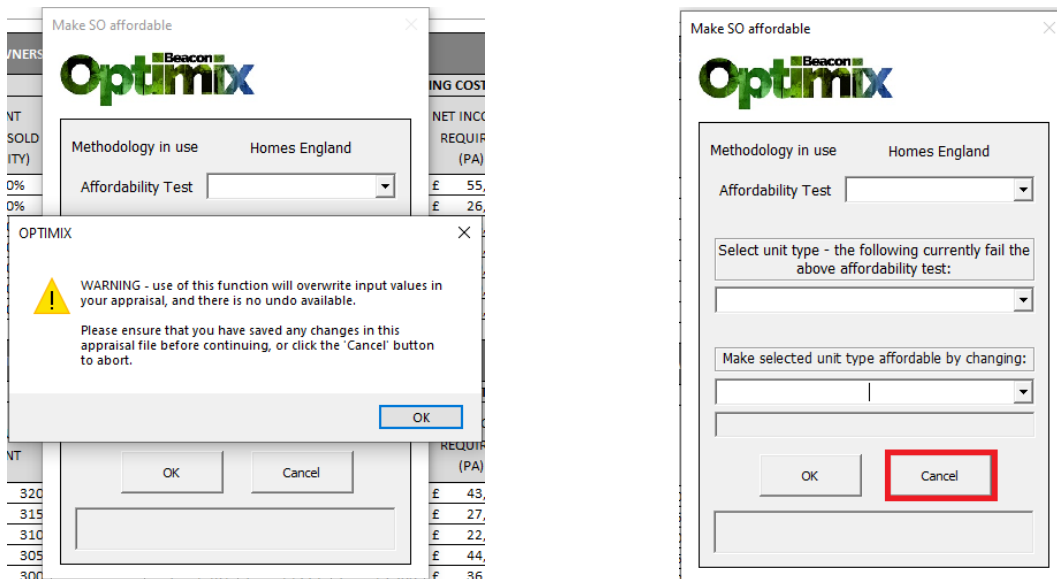 Make SO affordable
Beacon
Optimix
Methodology in use Homes England
Affordability Test
NT
SOLD
ITY)
0%
0%
ING COST
NET INCO
REQUIR
(PA)
£ 55,
£ 26,
OPTIMIX
WARNING - use of this function will overwrite input values in
your appraisal, and there is no undo available.
Please ensure that you have saved any changes in this
appraisal file before continuing, or click the 'Cancel' button
to abort.
OK
NT
REQUIR
(PA)
OK Cancel
320
315
310
305
300
£ 43,
£ 27,
£ 22,
£ 44,
£ 36
Make SO affordable
Beacon
Optimix
Methodology in use Homes England
Affordability Test
Select unit type - the following currently fail the
above affordability test:
Make selected unit type affordable by changing:
OK Cancel